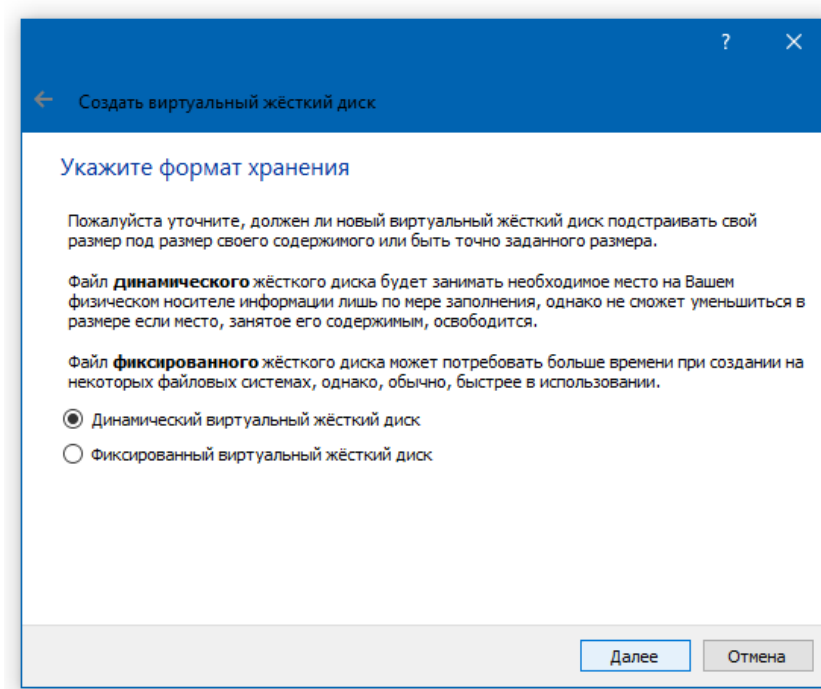 ?
Создать виртуальный жёсткий диск
Укажите формат хранения
Пожалуйста уточните, должен ли новый виртуальный жёсткий диск подстраивать свой
размер под размер своего содержимого или быть точно заданного размера.
Файл динамического жёсткого диска будет занимать необходимое место на Вашем
физическом носителе информации лишь по мере заполнения, однако не сможет уменьшиться в
размере если место, занятое его содержимым, освободится.
Файл фиксированного жёсткого диска может потребовать больше времени при создании на
некоторых файловых системах, однако, обычно, быстрее в использовании.
Динамический виртуальный жёсткий диск
Фиксированный виртуальный жёсткий диск
Далее Отмена